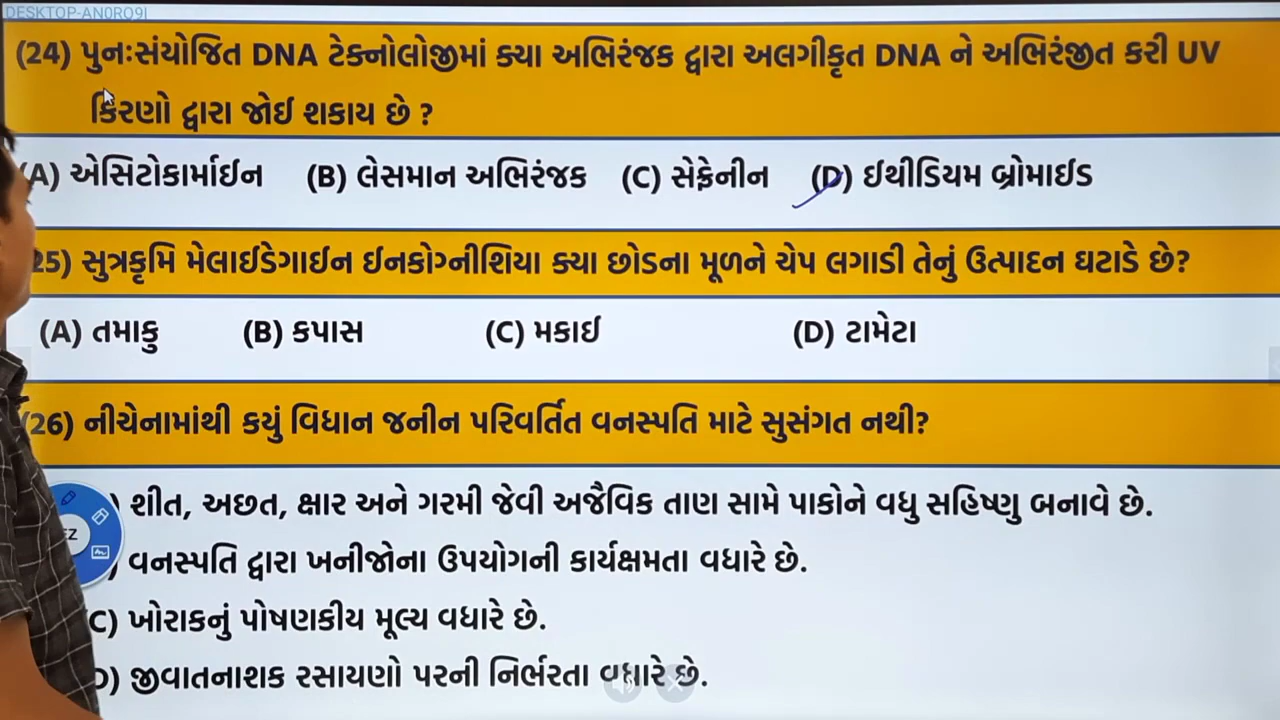 DESKTOP-AN0RQ9I
(24) પુનઃસંયોજિત DNA ટેક્નોલોજીમાં ક્યા અભિરંજક દ્વારા અલગીકૃત DNA ને અભિરંજીત કરી UV
કિરણો દ્વારા જોઈ શકાય છે ?
(A) એસિટોકાર્માઈન (B) લેસમાન અભિરંજક (C) સેફ્રેનીન (D) ઈથીડિયમ બ્રોમાઈડ
25) સુત્રકૃમિ મેલાઈડેગાઈન ઈનકોગ્નીશિયા ક્યા છોડના મૂળને ચેપ લગાડી તેનું ઉત્પાદન ઘટાડે છે?
(A) તમાકુ (B) કપાસ (C) મકાઈ (D) ટામેટા
(26) નીચેનામાંથી કયું વિધાન જનીન પરિવર્તિત વનસ્પતિ માટે સુસંગત નથી?
) શીત, અછત, ક્ષાર અને ગરમી જેવી અજૈવિક તાણ સામે પાકોને વધુ સહિષ્ણુ બનાવે છે.
) વનસ્પતિ દ્વારા ખનીજોના ઉપયોગની કાર્યક્ષમતા વધારે છે.
C) ખોરાકનું પોષણકીય મૂલ્ય વધારે છે.
D) જીવાતનાશક રસાયણો પરની નિર્ભરતા વધારે છે.
EZ